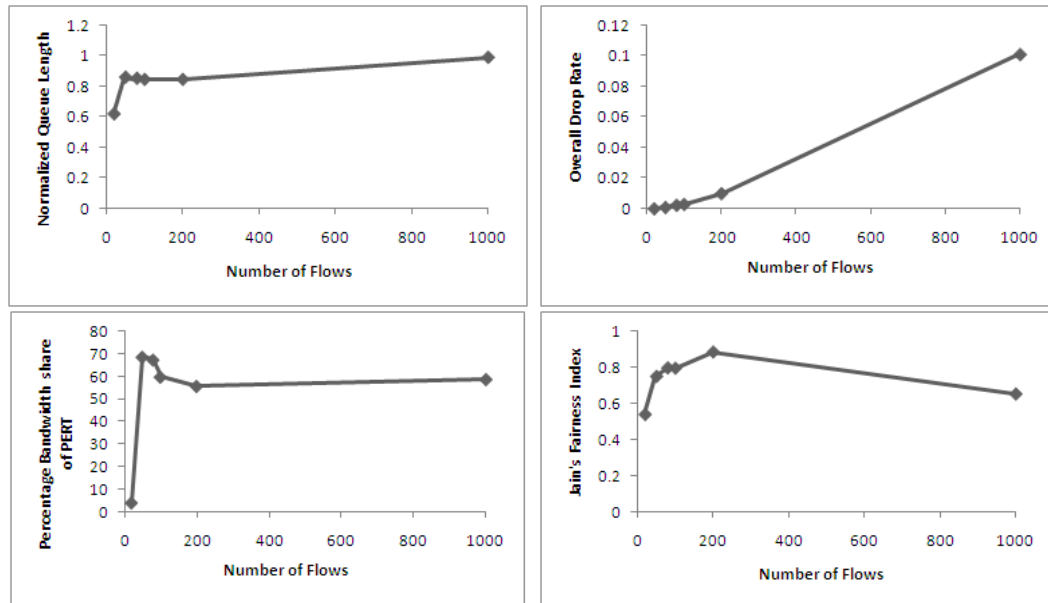 Normalized Queue Length
1.2
1
0.8
0.6
0.4
0.2
0
0 200 400 600 800 1000
Number of Flows
Overall Drop Rate
0.12
0.1
0.08
0.06
0.04
0.02
0
0 200 400 600 800 1000
Number of Flows
Percentage Bandwidth share
of PERT
80
70
60
50
40
30
20
10
0
0 200 400 600 800 1000
Number of Flows
Jain's Fairness Index
1
0.8
0.6
0.4
0.2
0
0 200 400 600 800 1000
Number of Flows